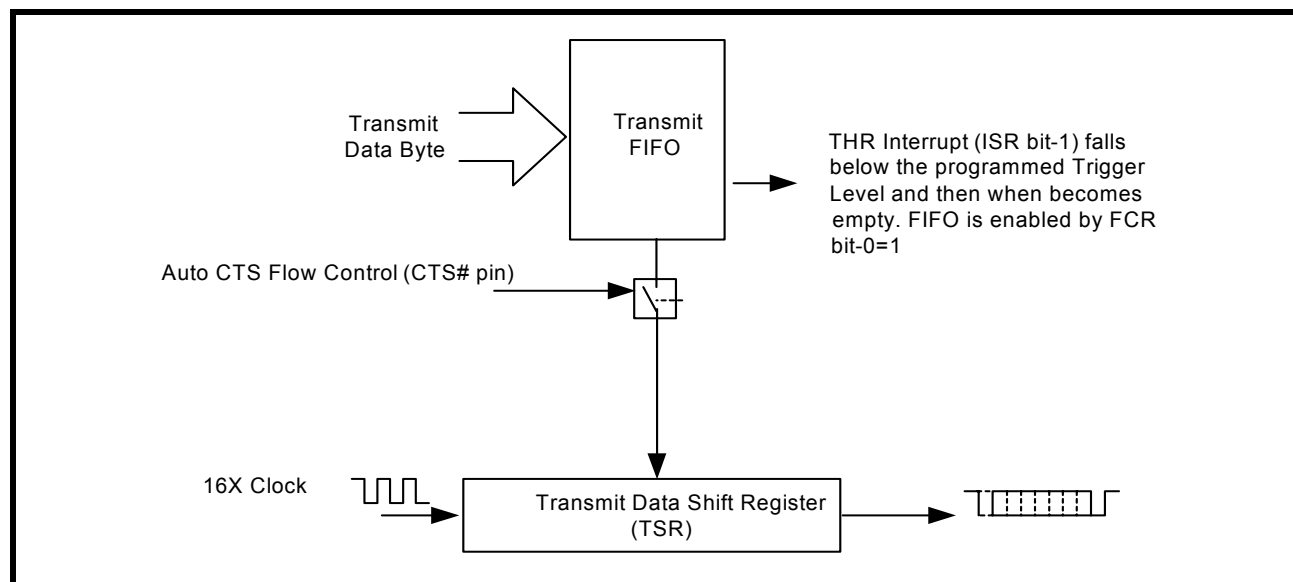 Transmit
Data Byte
Transmit
FIFO
THR Interrupt (ISR bit-1) falls
below the programmed Trigger
Level and then when becomes
empty. FIFO is enabled by FCR
bit-0=1
Auto CTS Flow Control (CTS# pin)
16X Clock
Transmit Data Shift Register
(TSR)